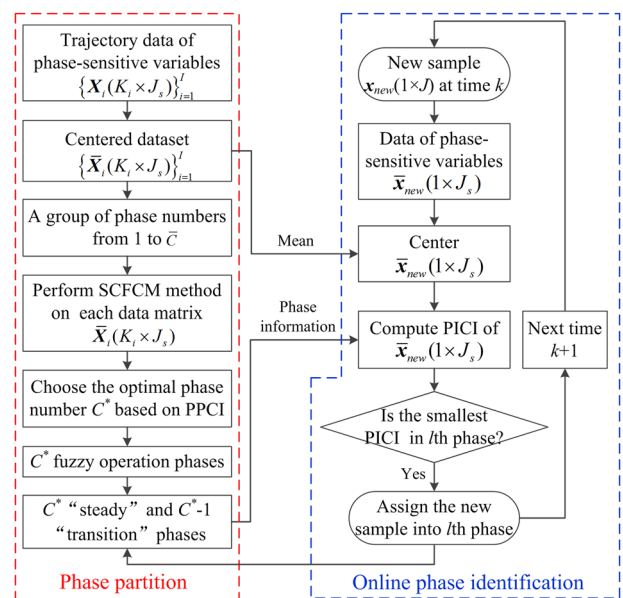 Trajectory data of
phase-sensitive variables
{X_i(K_i×J_s)}_{i=1}^I
Centered dataset
{X̄_i(K_i×J_s)}_{i=1}^I
A group of phase numbers
from 1 to C̄
Perform SCFCM method
on each data matrix
X̄_i(K_i×J_s)
Choose the optimal phase
number C* based on PPCI
C* fuzzy operation phases
C* “steady” and C*-1
“transition” phases
Phase partition
Mean
Phase
information
New sample
x_new(1×J) at time k
Data of phase-
sensitive variables
x̄_new(1×J_s)
Center
x̄_new(1×J_s)
Compute PICI of
x̄_new(1×J_s)
Is the smallest
PICI in lth phase?
Yes
Assign the new
sample into lth phase
Next time
k+1
Online phase identification